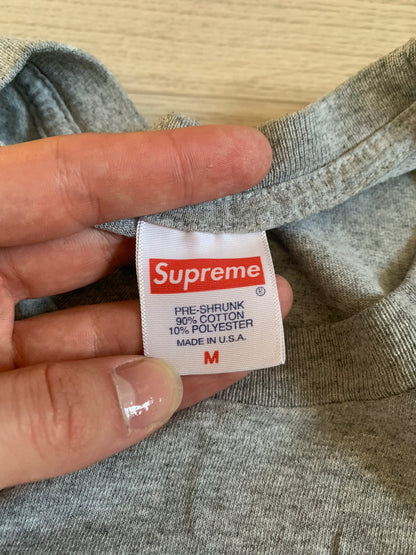 Supreme
®
PRE-SHRUNK
90% COTTON
10% POLYESTER
MADE IN U.S.A.
M